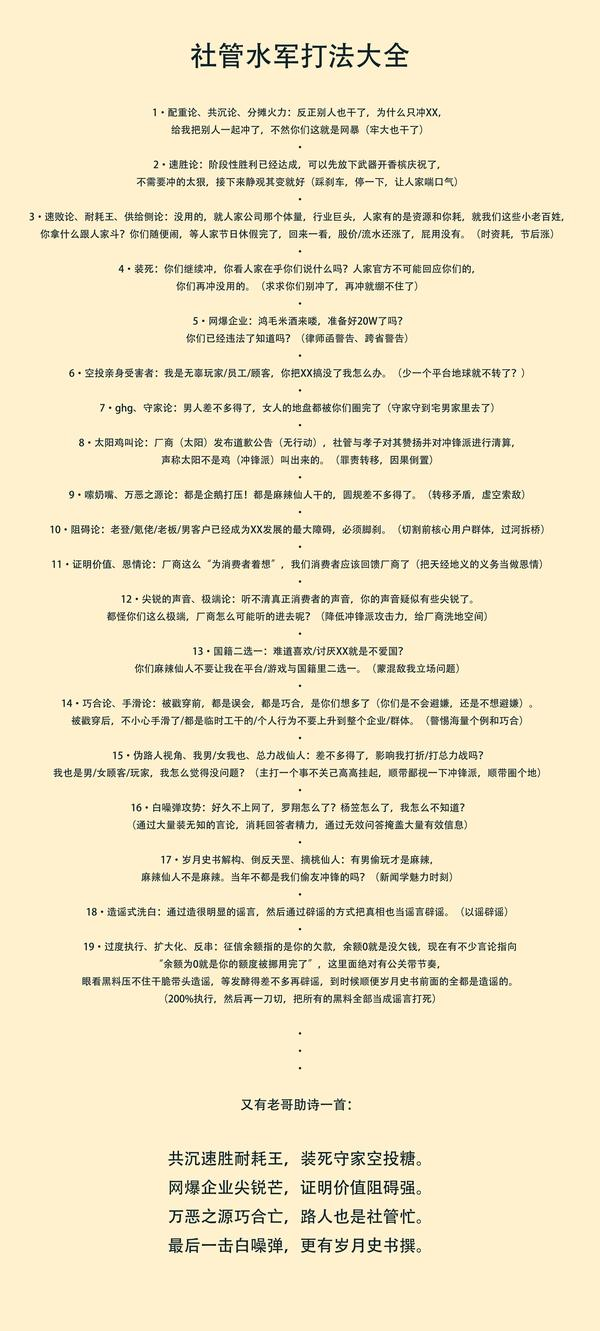 社管水军打法大全
1・配重论、共沉论、分摊火力：反正别人也干了，为什么只冲XX，
给我把别人一起冲了，不然你们这就是网暴（牢大也干了）
•
2・速胜论：阶段性胜利已经达成，可以先放下武器开香槟庆祝了，
不需要冲的太狠，接下来静观其变就好（踩刹车，停一下，让人家喘口气）
•
3・速败论、耐耗王、供给侧论：没用的，就人家公司那个体量，行业巨头，人家有的是资源和你耗，就我们这些小老百姓，
你拿什么跟人家斗？你们随便闹，等人家节日休假完了，回来一看，股价/流水还涨了，屁用没有。（时资耗，节后涨）
•
4・装死：你们继续冲，你看人家在乎你们说什么吗？人家官方不可能回应你们的，
你们再冲没用的。（求求你们别冲了，再冲就绷不住了）
•
5・网爆企业：鸿毛米酒来喽，准备好20W了吗？
你们已经违法了知道吗？（律师函警告、跨省警告）
•
6・空投亲身受害者：我是无辜玩家/员工/顾客，你把XX搞没了我怎么办。（少一个平台地球就不转了？）
•
7・ghg、守家论：男人差不多得了，女人的地盘都被你们圈完了（守家守到宅男家里去了）
•
8・太阳鸡叫论：厂商（太阳）发布道歉公告（无行动），社管与孝子对其赞扬并对冲锋派进行清算，
声称太阳不是鸡（冲锋派）叫出来的。（罪责转移，因果倒置）
•
9・嗦奶嘴、万恶之源论：都是企鹅打压！都是麻辣仙人干的，圆规差不多得了。（转移矛盾，虚空索敌）
•
10・阻碍论：老登/氪佬/老板/男客户已经成为XX发展的最大障碍，必须脚刹。（切割前核心用户群体，过河拆桥）
•
11・证明价值、恩情论：厂商这么“为消费者着想”，我们消费者应该回馈厂商了（把天经地义的义务当做恩情）
•
12・尖锐的声音、极端论：听不清真正消费者的声音，你的声音疑似有些尖锐了。
都怪你们这么极端，厂商怎么可能听的进去呢？（降低冲锋派攻击力，给厂商洗地空间）
•
13・国籍二选一：难道喜欢/讨厌XX就是不爱国？
你们麻辣仙人不要让我在平台/游戏与国籍里二选一。（蒙混敌我立场问题）
•
14・巧合论、手滑论：被戳穿前，都是误会，都是巧合，是你们想多了（你们是不会避嫌，还是不想避嫌）。
被戳穿后，不小心手滑了/都是临时工干的/个人行为不要上升到整个企业/群体。（警惕海量个例和巧合）
•
15・伪路人视角、我男/女我也、总力战仙人：差不多得了，影响我打折/打总力战吗？
我也是男/女顾客/玩家，我怎么觉得没问题？（主打一个事不关己高高挂起，顺带鄙视一下冲锋派，顺带圈个地）
•
16・白噪弹攻势：好久不上网了，罗翔怎么了？杨笠怎么了，我怎么不知道？
（通过大量装无知的言论，消耗回答者精力，通过无效问答掩盖大量有效信息）
•
17・岁月史书解构、倒反天罡、摘桃仙人：有男偷玩才是麻辣，
麻辣仙人不是麻辣。当年不都是我们偷友冲锋的吗？（新闻学魅力时刻）
•
18・造谣式洗白：通过造很明显的谣言，然后通过辟谣的方式把真相也当谣言辟谣。（以谣辟谣）
•
19・过度执行、扩大化、反串：征信余额指的是你的欠款，余额0就是没欠钱，现在有不少言论指向
“余额为0就是你的额度被挪用完了”，这里面绝对有公关带节奏，
眼看黑料压不住干脆带头造谣，等发酵得差不多再辟谣，到时候顺便岁月史书前面的全都是造谣的。
（200%执行，然后再一刀切，把所有的黑料全部当成谣言打死）
•
•
•
又有老哥助诗一首：
共沉速胜耐耗王，装死守家空投糖。
网爆企业尖锐芒，证明价值阻碍强。
万恶之源巧合亡，路人也是社管忙。
最后一击白噪弹，更有岁月史书撰。